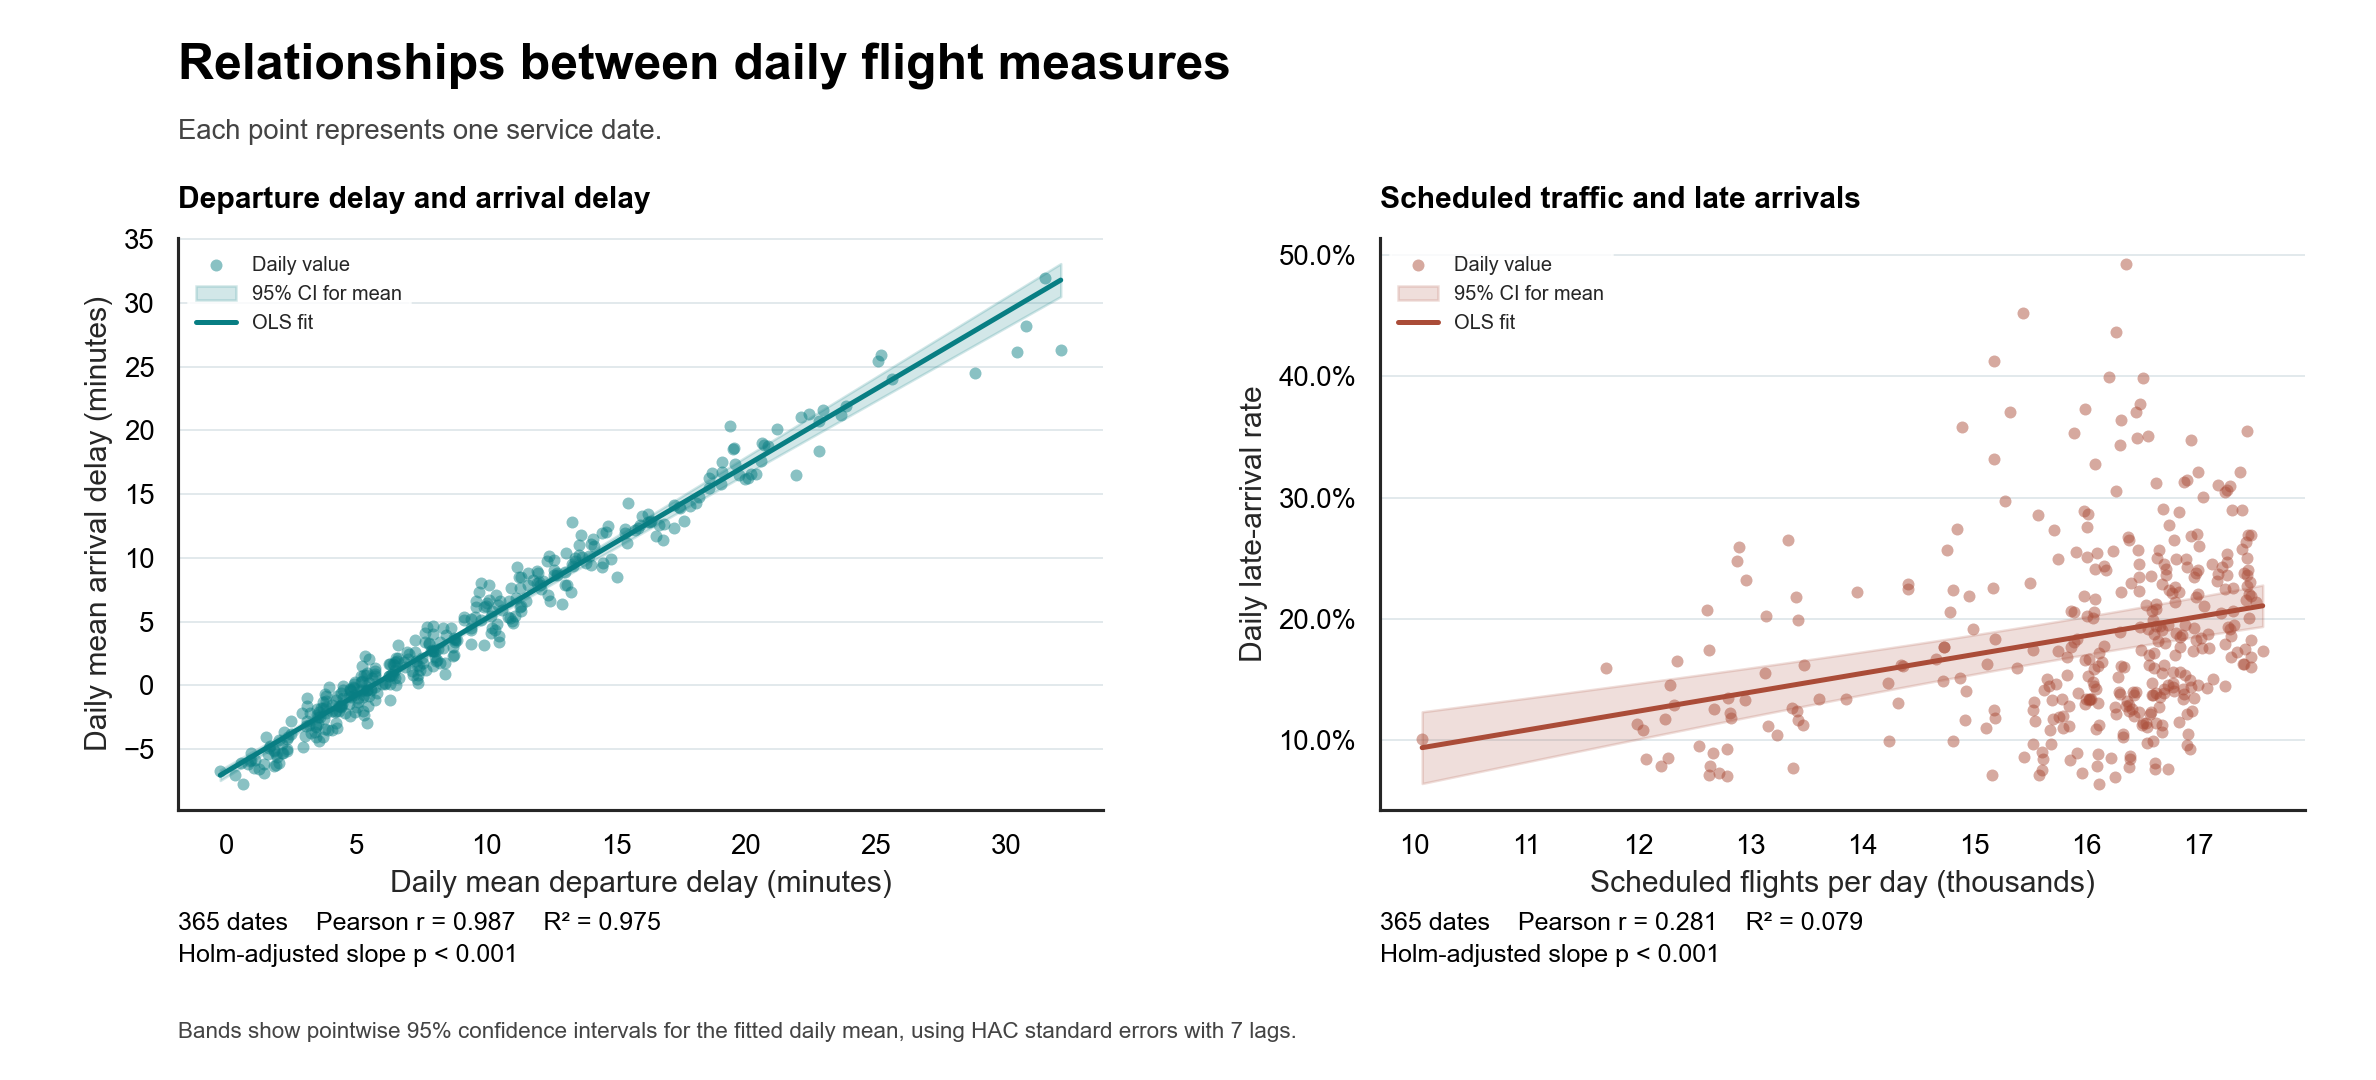 Relationships between daily flight measures
Each point represents one service date.
Departure delay and arrival delay
35
30
25
20
15
10
5
0
−5
Daily mean arrival delay (minutes)
Daily value
95% CI for mean
OLS fit
0 5 10 15 20 25 30
Daily mean departure delay (minutes)
365 dates Pearson r = 0.987 R² = 0.975
Holm-adjusted slope p < 0.001
Scheduled traffic and late arrivals
50.0%
40.0%
30.0%
20.0%
10.0%
Daily late-arrival rate
Daily value
95% CI for mean
OLS fit
10 11 12 13 14 15 16 17
Scheduled flights per day (thousands)
365 dates Pearson r = 0.281 R² = 0.079
Holm-adjusted slope p < 0.001
Bands show pointwise 95% confidence intervals for the fitted daily mean, using HAC standard errors with 7 lags.